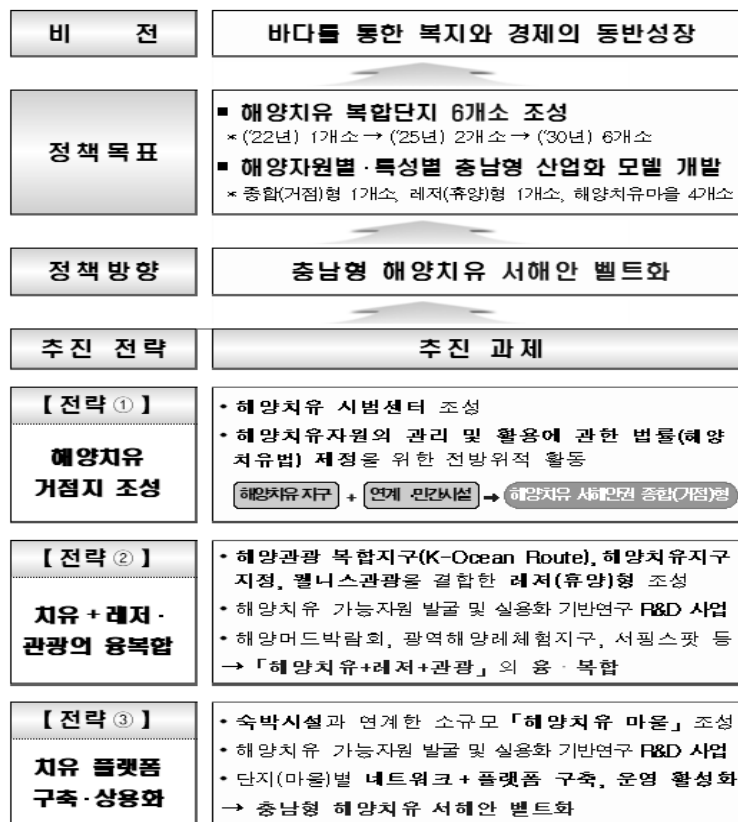 비 전
바다를 통한 복지와 경제의 동반성장
정책목표
▪ 해양치유 복합단지 6개소 조성
* ('22년) 1개소 → ('25년) 2개소 → ('30년) 6개소
▪ 해양자원별·특성별 충남형 산업화 모델 개발
* 종합(거점)형 1개소, 레저(휴양)형 1개소, 해양치유마을 4개소
정책방향
충남형 해양치유 서해안 벨트화
추진 전략
추진 과제
【전략①】
해양치유
거점지 조성
• 해양치유 시범센터 조성
• 해양치유자원의 관리 및 활용에 관한 법률(해양
치유법) 제정을 위한 전방위적 활동
해양치유 지구 + 연계·민간시설 → 해양치유 서해안권 종합(거점)형
【전략②】
치유+레저·
관광의 융복합
• 해양관광 복합지구(K-Ocean Route), 해양치유지구
지정, 웰니스관광을 결합한 레저(휴양)형 조성
• 해양치유 가능자원 발굴 및 실용화 기반연구 R&D 사업
• 해양머드박람회, 광역해양레체험지구, 서핑스팟 등
→ 「해양치유+레저+관광」의 융·복합
【전략③】
치유 플랫폼
구축·상용화
• 숙박시설과 연계한 소규모 「해양치유 마을」 조성
• 해양치유 가능자원 발굴 및 실용화 기반연구 R&D 사업
• 단지(마을)별 네트워크+플랫폼 구축, 운영 활성화
→ 충남형 해양치유 서해안 벨트화